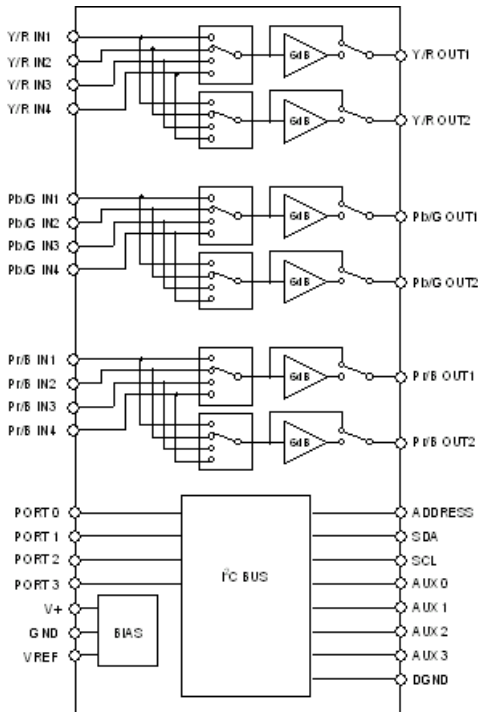 Y/R IN1
Y/R IN2
Y/R IN3
Y/R IN4
6dB
Y/R OUT1
6dB
Y/R OUT2
Pb/G IN1
Pb/G IN2
Pb/G IN3
Pb/G IN4
6dB
Pb/G OUT1
6dB
Pb/G OUT2
Pr/B IN1
Pr/B IN2
Pr/B IN3
Pr/B IN4
6dB
Pr/B OUT1
6dB
Pr/B OUT2
PORT 0
PORT 1
PORT 2
PORT 3
V+
GND
VREF
BIAS
I²C BUS
ADDRESS
SDA
SCL
AUX 0
AUX 1
AUX 2
AUX 3
DGND